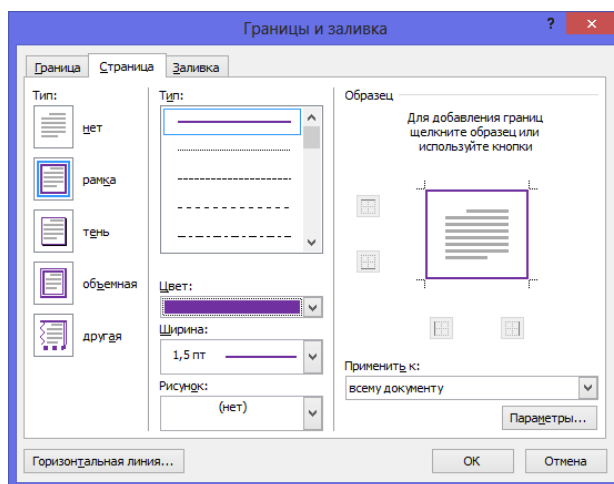 Границы и заливка
?
×
Граница
Страница
Заливка
Тип:
нет
рамка
тень
объемная
другая
Тип:
Цвет:
Ширина:
1,5 пт
Рисунок:
(нет)
Образец
Для добавления границ
щелкните образец или
используйте кнопки
Применить к:
всему документу
Параметры...
Горизонтальная линия...
ОК
Отмена